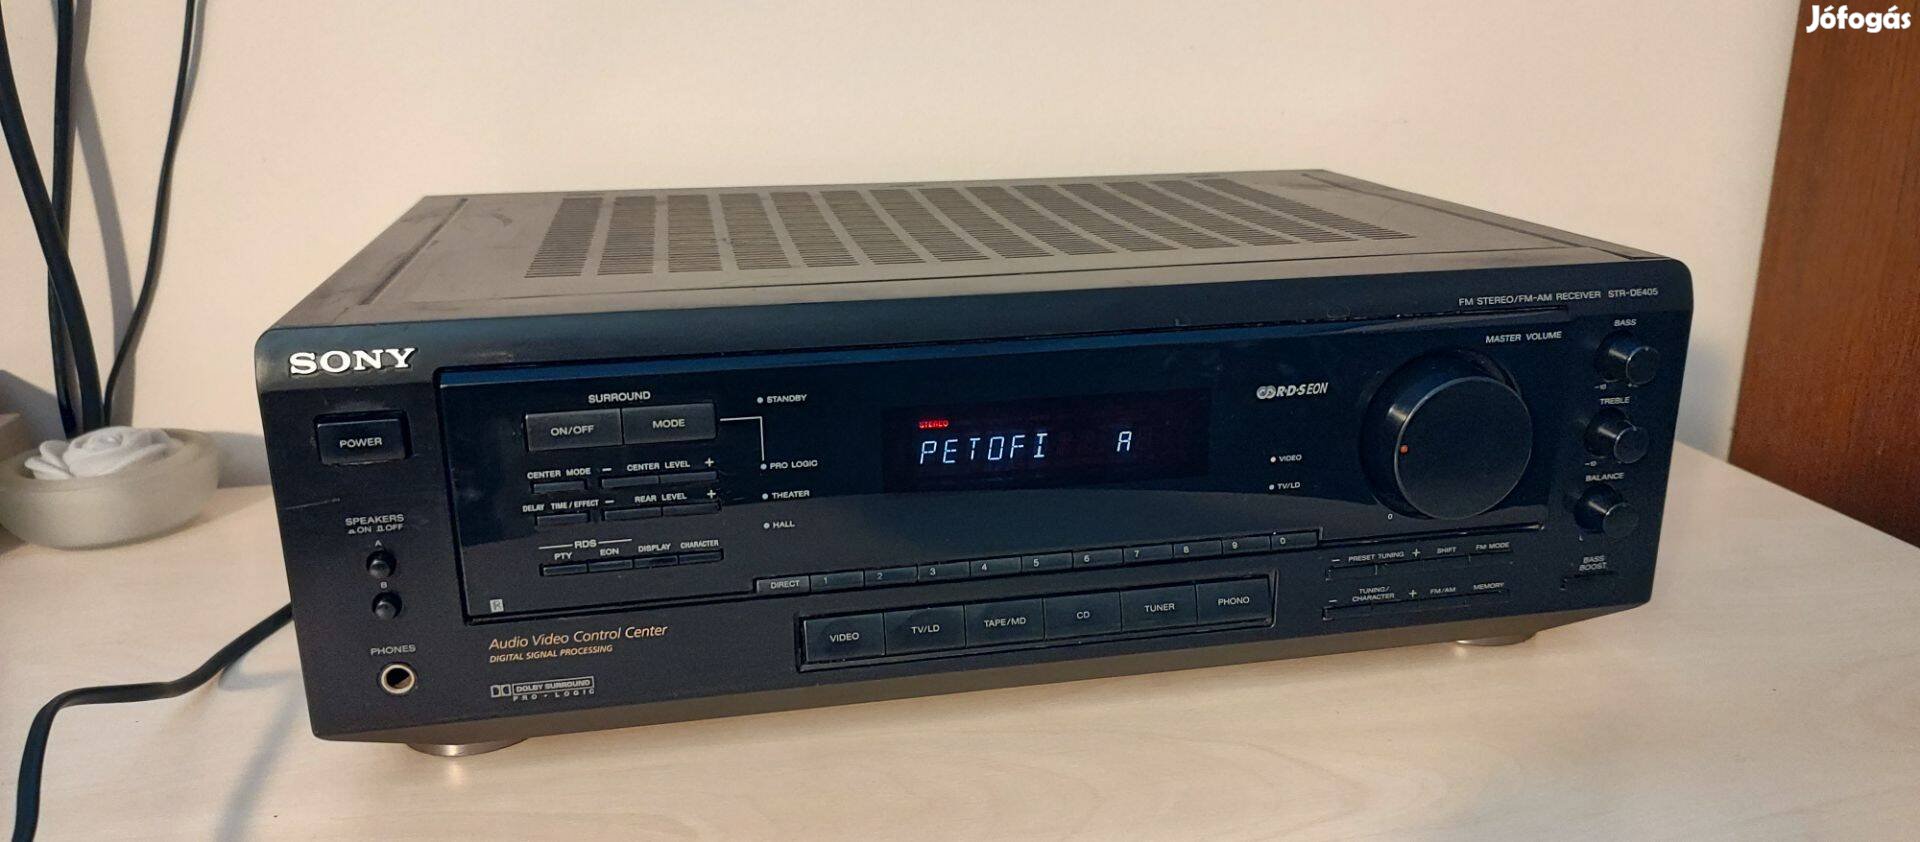 Jófogás
FM STEREO/FM-AM RECEIVER STR-DE405
SONY
POWER
SURROUND
ON/OFF MODE
STANDBY
CENTER MODE − CENTER LEVEL +
PRO LOGIC
DELAY TIME/EFFECT − REAR LEVEL +
THEATER
HALL
RDS
PTY EON DISPLAY CHARACTER
STEREO
PETOFI A
R·D·S EON
VIDEO
TV/LD
MASTER VOLUME
0
BASS
-10
TREBLE
-10
BALANCE
L
BASS
BOOST
SPEAKERS
ON OFF
A
B
PHONES
DIRECT 1 2 3 4 5 6 7 8 9 0
− PRESET TUNING + SHIFT FM MODE
− TUNING/
CHARACTER + FM/AM MEMORY
VIDEO TV/LD TAPE/MD CD TUNER PHONO
R
Audio Video Control Center
DIGITAL SIGNAL PROCESSING
DOLBY SURROUND
PRO·LOGIC